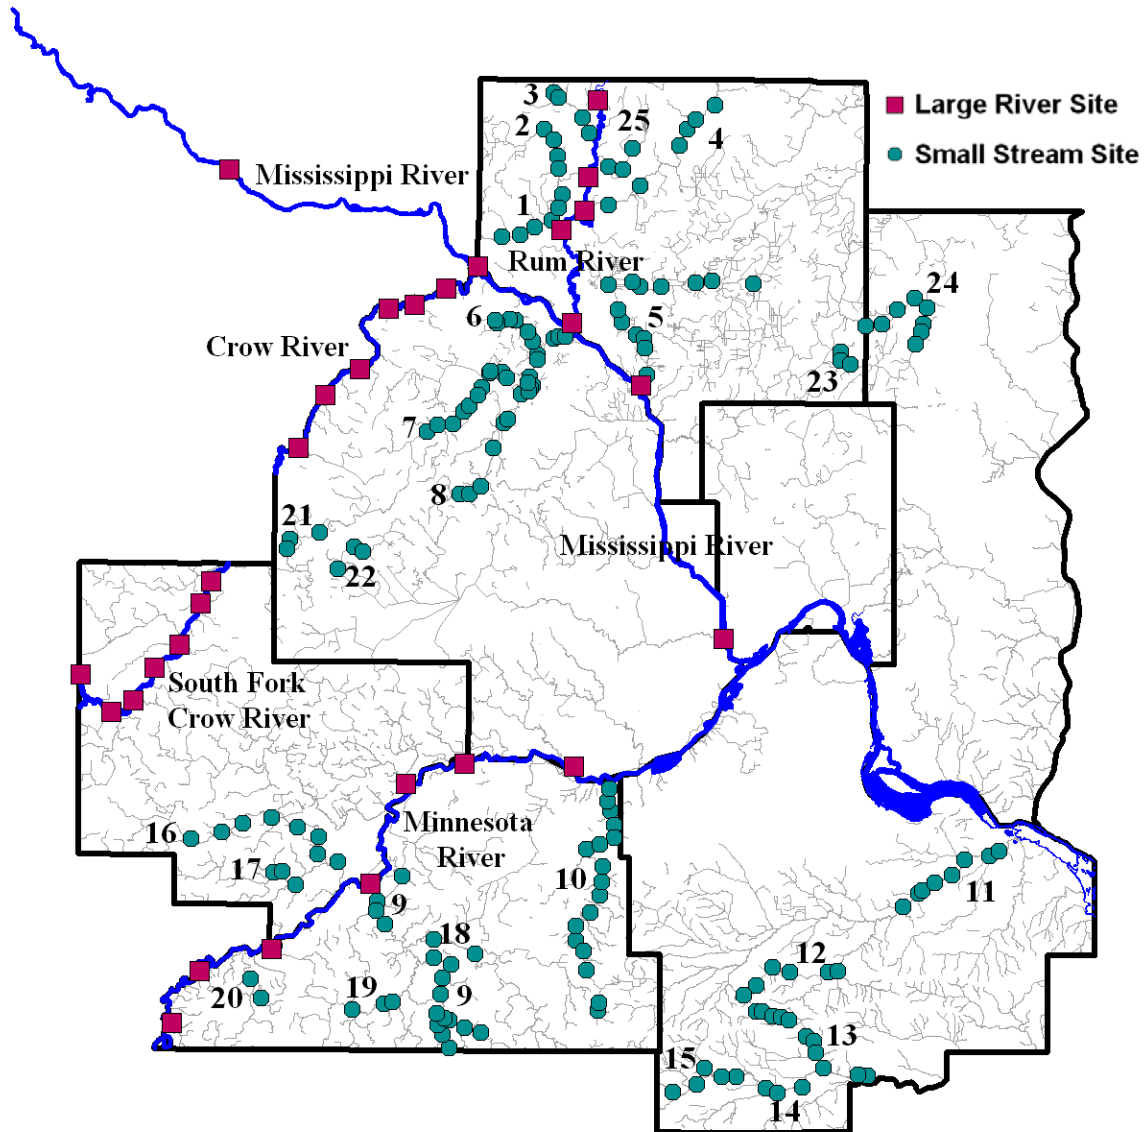 3
2
25
4
Large River Site
Small Stream Site
Mississippi River
1
Rum River
24
6
5
Crow River
23
7
8
21
22
Mississippi River
South Fork
Crow River
Minnesota
River
16
17
10
11
9
18
12
20
19
9
13
15
14